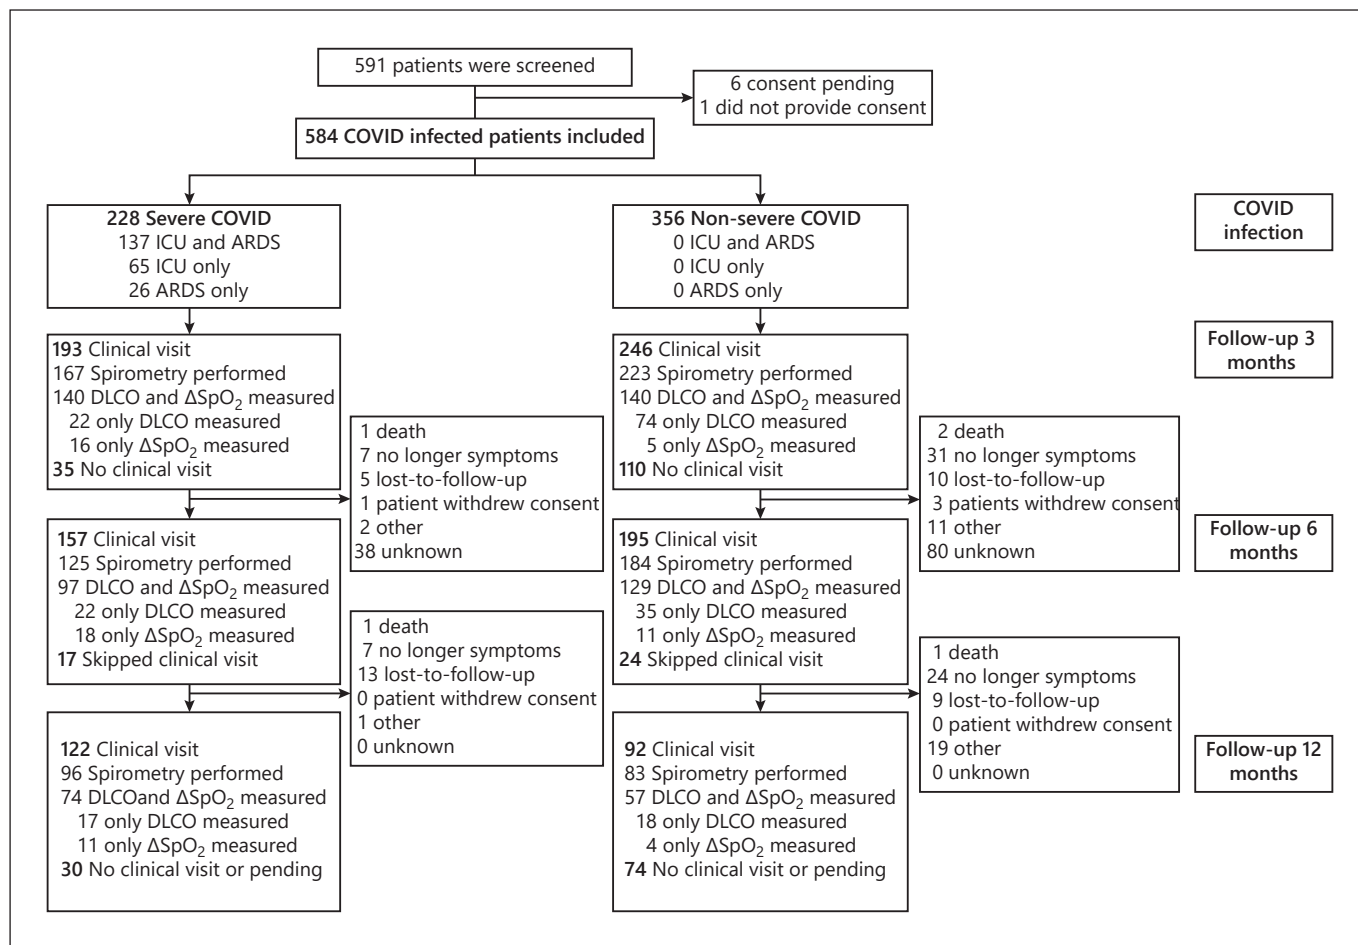 591 patients were screened
6 consent pending
1 did not provide consent
584 COVID infected patients included
228 Severe COVID
137 ICU and ARDS
65 ICU only
26 ARDS only
356 Non-severe COVID
0 ICU and ARDS
0 ICU only
0 ARDS only
COVID
infection
193 Clinical visit
167 Spirometry performed
140 DLCO and ΔSpO₂ measured
22 only DLCO measured
16 only ΔSpO₂ measured
35 No clinical visit
246 Clinical visit
223 Spirometry performed
140 DLCO and ΔSpO₂ measured
74 only DLCO measured
5 only ΔSpO₂ measured
110 No clinical visit
Follow-up 3
months
1 death
7 no longer symptoms
5 lost-to-follow-up
1 patient withdrew consent
2 other
38 unknown
2 death
31 no longer symptoms
10 lost-to-follow-up
3 patients withdrew consent
11 other
80 unknown
157 Clinical visit
125 Spirometry performed
97 DLCO and ΔSpO₂ measured
22 only DLCO measured
18 only ΔSpO₂ measured
17 Skipped clinical visit
195 Clinical visit
184 Spirometry performed
129 DLCO and ΔSpO₂ measured
35 only DLCO measured
11 only ΔSpO₂ measured
24 Skipped clinical visit
Follow-up 6
months
1 death
7 no longer symptoms
13 lost-to-follow-up
0 patient withdrew consent
1 other
0 unknown
1 death
24 no longer symptoms
9 lost-to-follow-up
0 patient withdrew consent
19 other
0 unknown
122 Clinical visit
96 Spirometry performed
74 DLCOand ΔSpO₂ measured
17 only DLCO measured
11 only ΔSpO₂ measured
30 No clinical visit or pending
92 Clinical visit
83 Spirometry performed
57 DLCO and ΔSpO₂ measured
18 only DLCO measured
4 only ΔSpO₂ measured
74 No clinical visit or pending
Follow-up 12
months